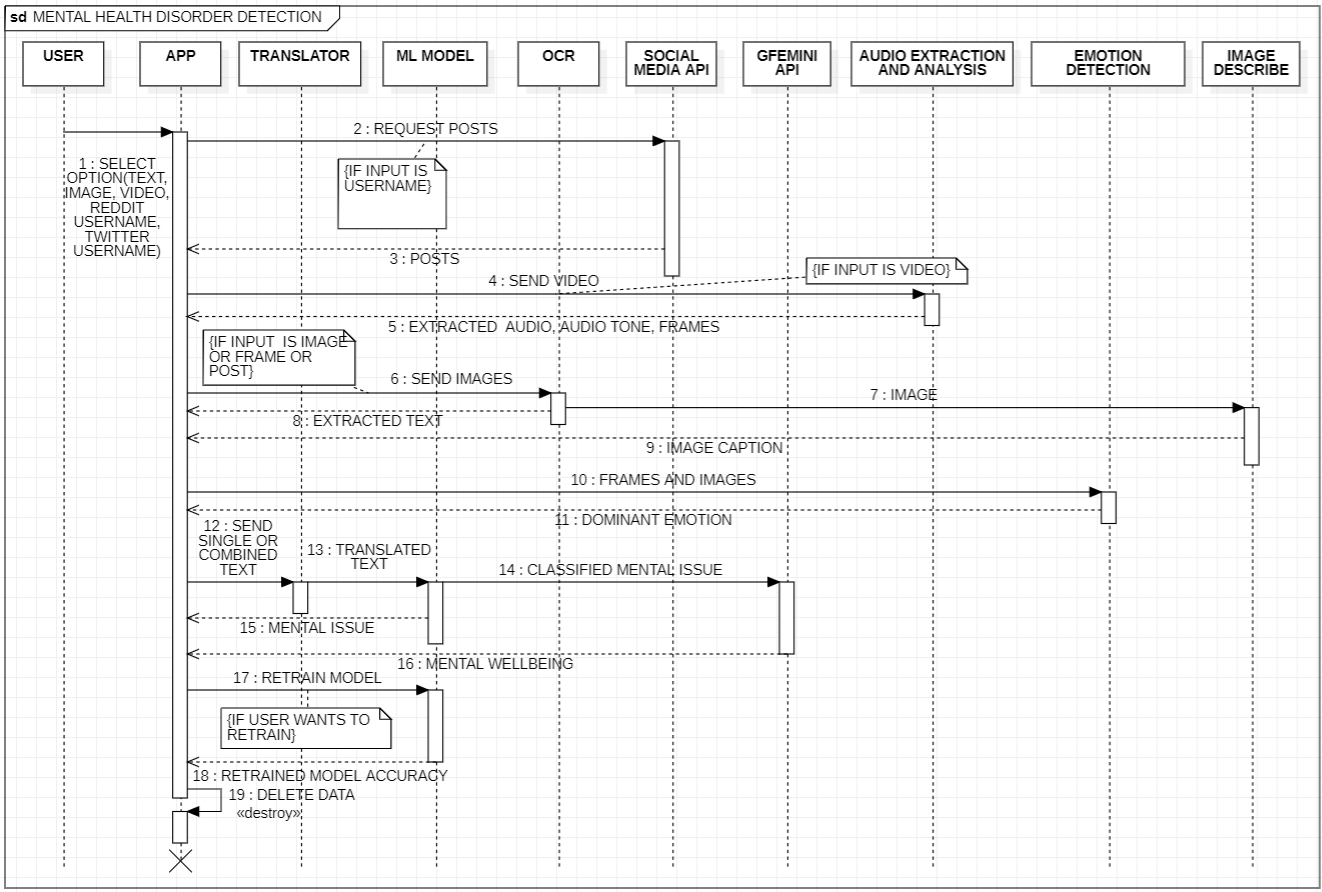 sd MENTAL HEALTH DISORDER DETECTION
USER
APP
TRANSLATOR
ML MODEL
OCR
SOCIAL
MEDIA API
GFEMINI
API
AUDIO EXTRACTION
AND ANALYSIS
EMOTION
DETECTION
IMAGE
DESCRIBE
2 : REQUEST POSTS
1 : SELECT
OPTION(TEXT,
IMAGE, VIDEO,
REDDIT
USERNAME,
TWITTER
USERNAME)
{IF INPUT IS
USERNAME}
3 : POSTS
{IF INPUT IS VIDEO}
4 : SEND VIDEO
5 : EXTRACTED  AUDIO, AUDIO TONE, FRAMES
{IF INPUT  IS IMAGE
OR FRAME OR
POST}
6 : SEND IMAGES
7 : IMAGE
8 : EXTRACTED TEXT
9 : IMAGE CAPTION
10 : FRAMES AND IMAGES
11 : DOMINANT EMOTION
12 : SEND
SINGLE OR
COMBINED
TEXT
13 : TRANSLATED
TEXT
14 : CLASSIFIED MENTAL ISSUE
15 : MENTAL ISSUE
16 : MENTAL WELLBEING
17 : RETRAIN MODEL
{IF USER WANTS TO
RETRAIN}
18 : RETRAINED MODEL ACCURACY
19 : DELETE DATA
«destroy»